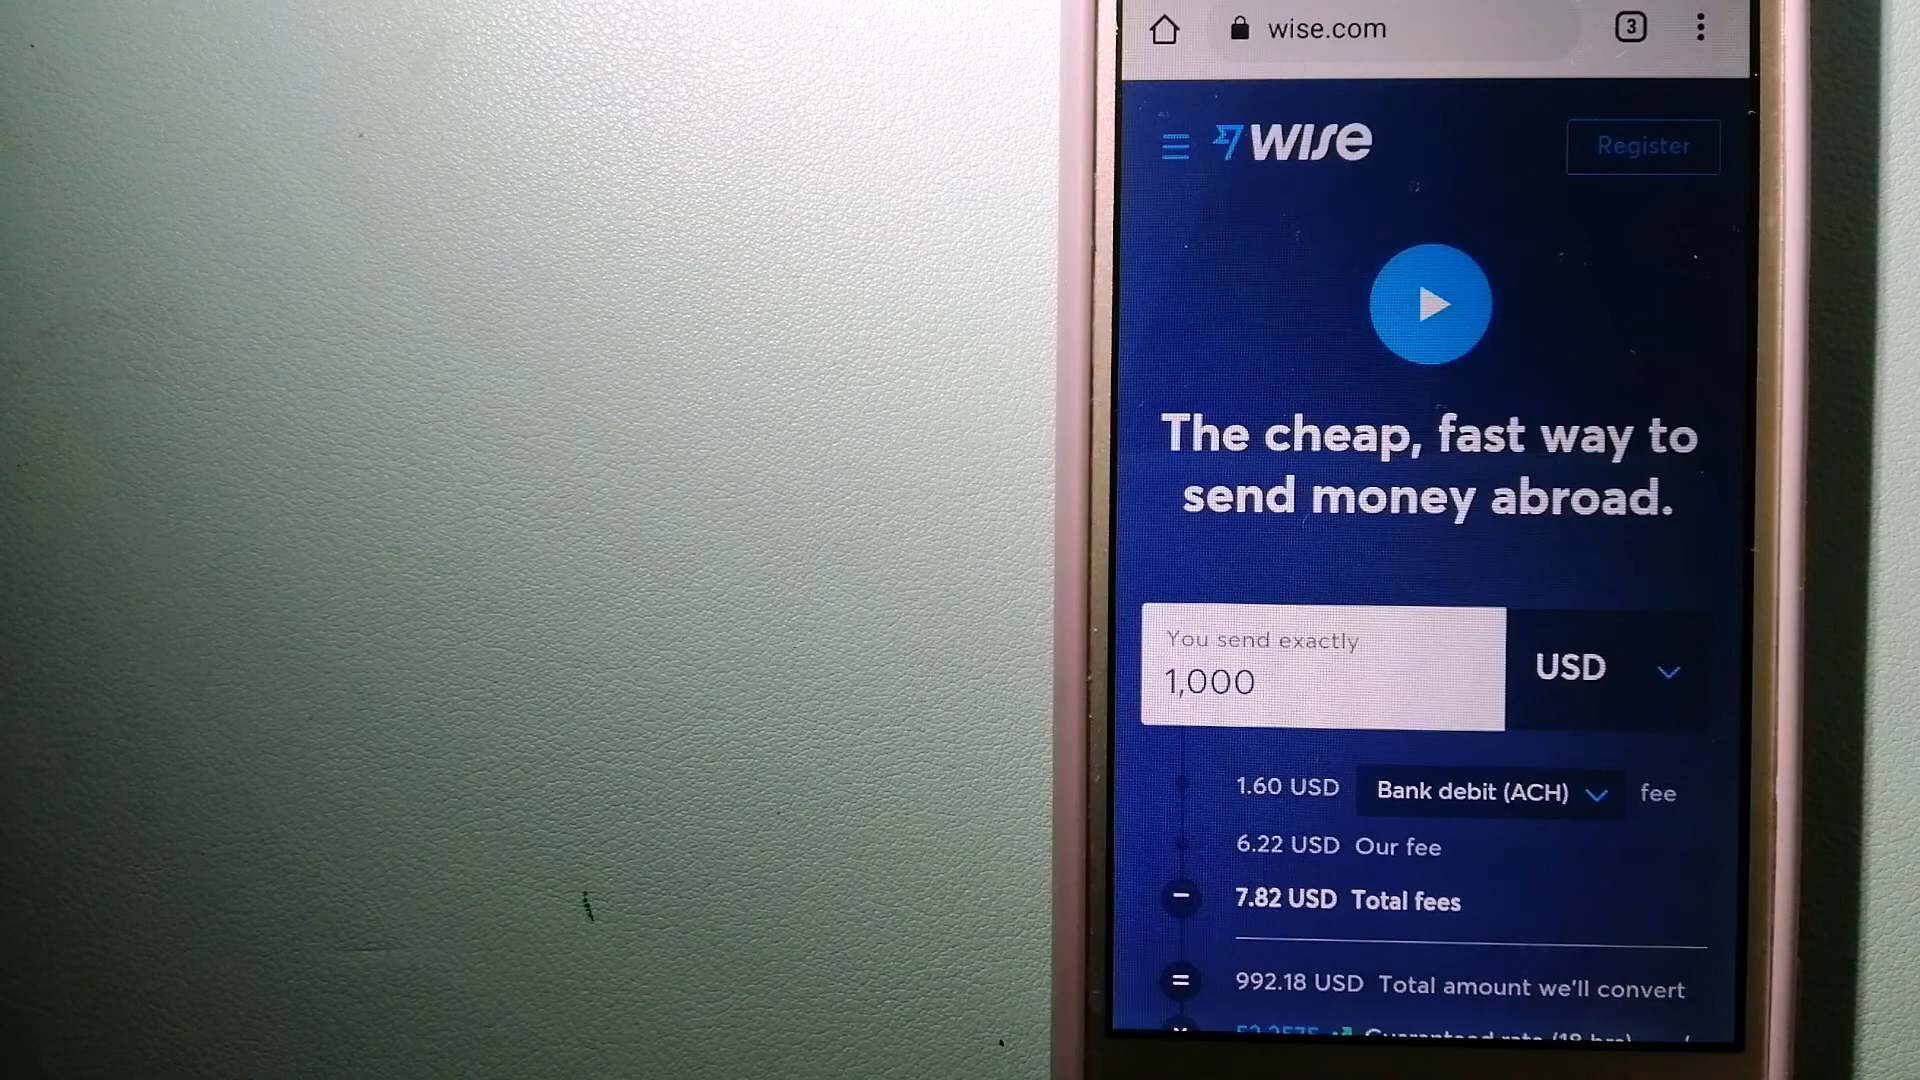 wise.com
3
WISE
Register
The cheap, fast way to
send money abroad.
You send exactly
1,000
USD
1.60 USD Bank debit (ACH) fee
6.22 USD Our fee
7.82 USD Total fees
992.18 USD Total amount we'll convert
Guaranteed rate